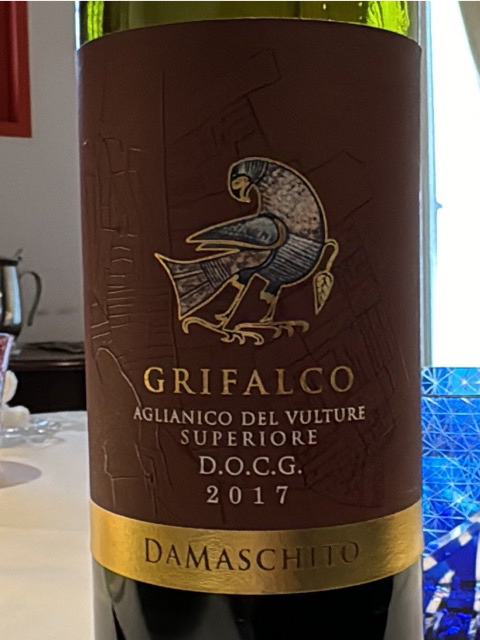 GRIFALCO
AGLIANICO DEL VULTURE
SUPERIORE
D.O.C.G.
2017
DAMASCHITO